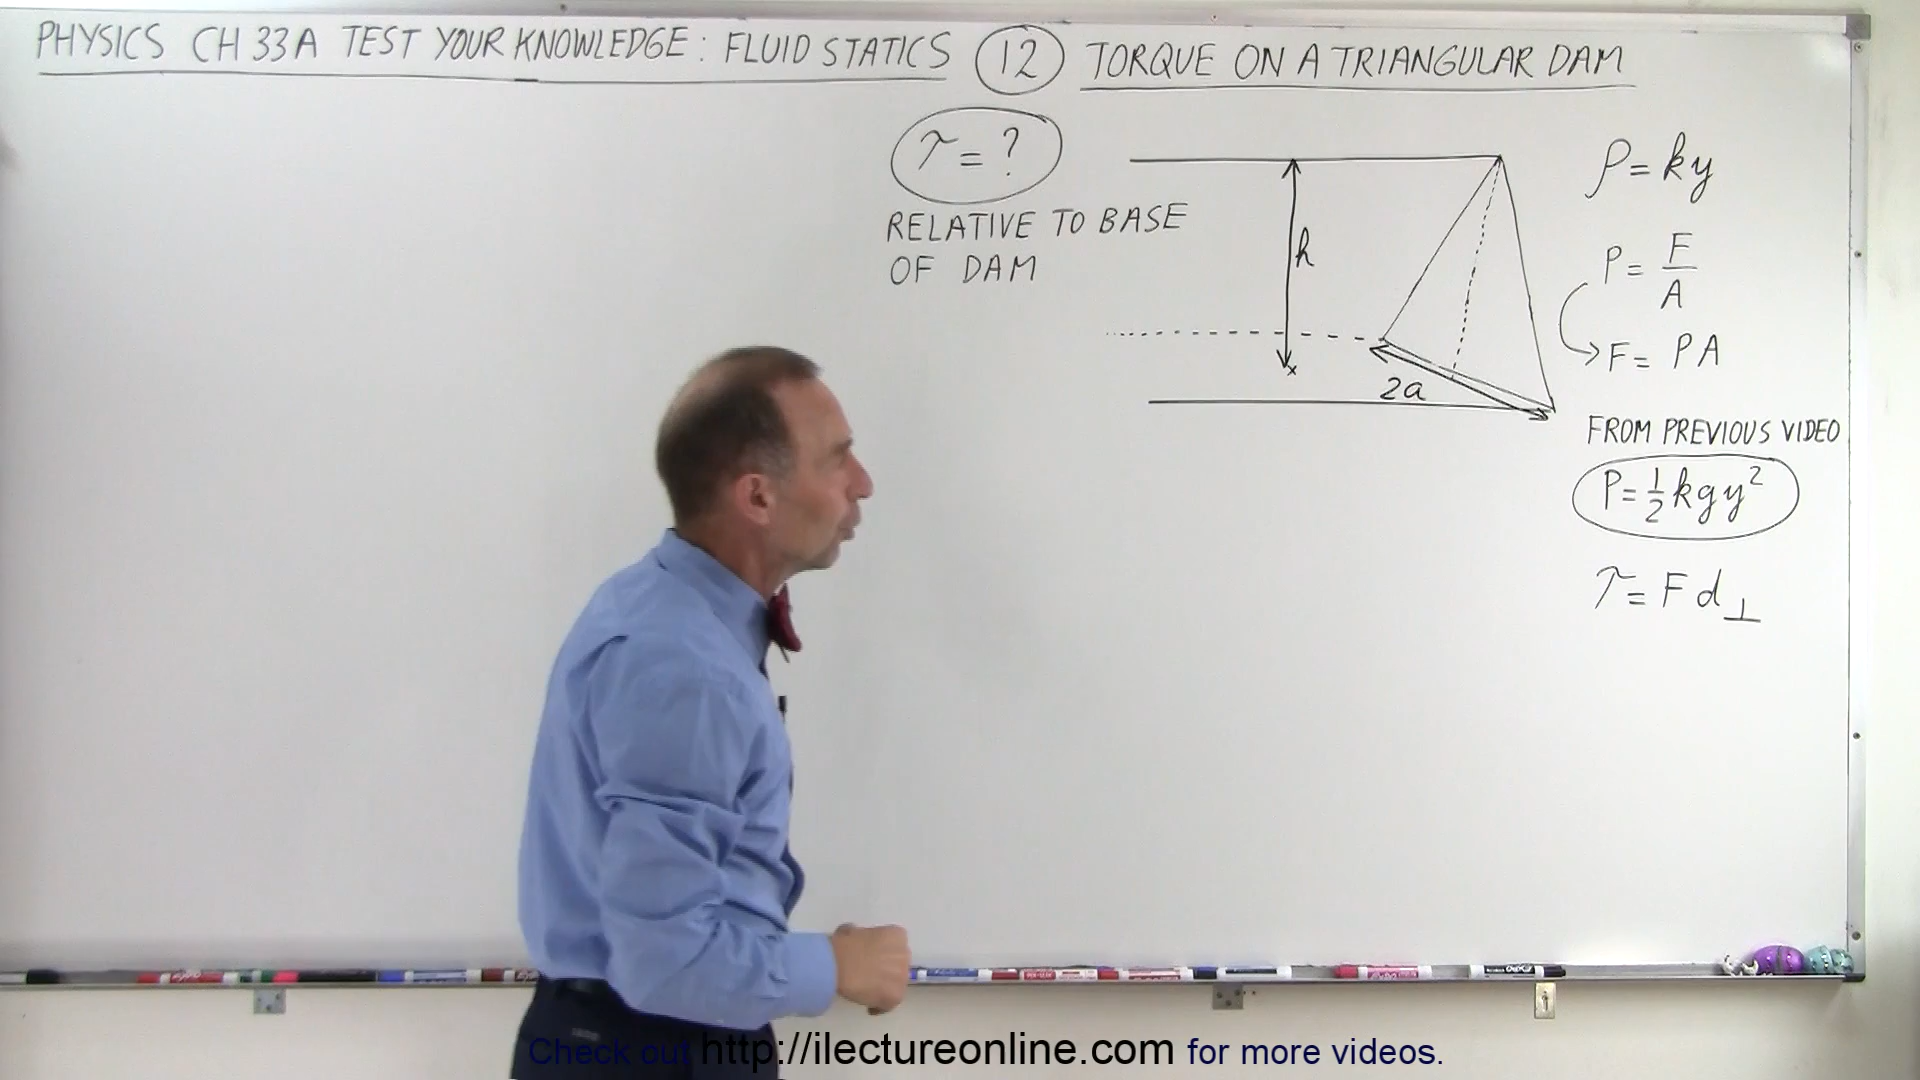 PHYSICS CH 33A TEST YOUR KNOWLEDGE: FLUID STATICS 12 TORQUE ON A TRIANGULAR DAM
τ = ?
RELATIVE TO BASE
OF DAM
h
2a
ρ = ky
P = F/A
F = PA
FROM PREVIOUS VIDEO
P = ½kgy²
τ = F d⊥
Check out http://ilectureonline.com for more videos.